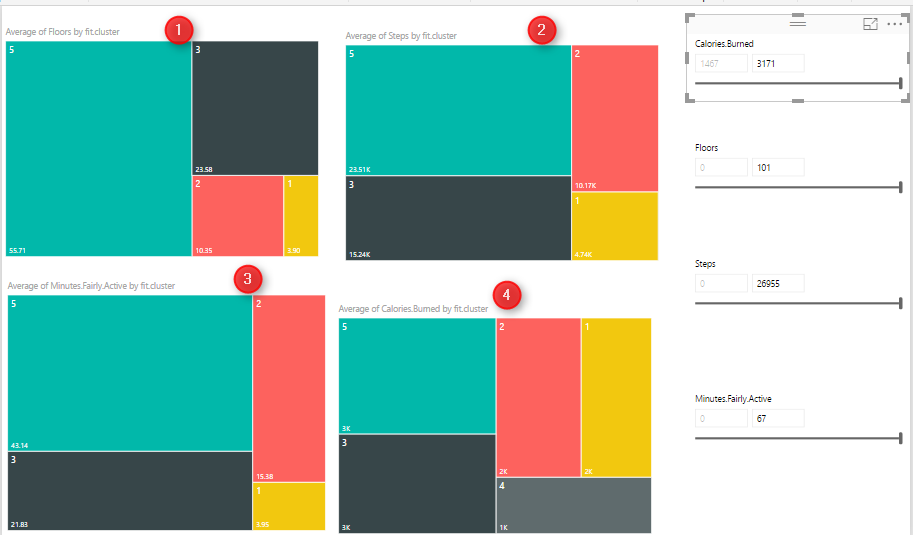 1
Average of Floors by fit.cluster
5
3
23.58
2
1
55.71
10.35
3.90
2
Average of Steps by fit.cluster
5
2
23.51K
10.17K
3
1
15.24K
4.74K
3
Average of Minutes.Fairly.Active by fit.cluster
5
2
43.14
3
15.38
1
21.83
3.95
4
Average of Calories.Burned by fit.cluster
5
2
1
3K
3
2K
2K
4
3K
1K
Calories.Burned
1467
3171
Floors
0
101
Steps
0
26955
Minutes.Fairly.Active
0
67